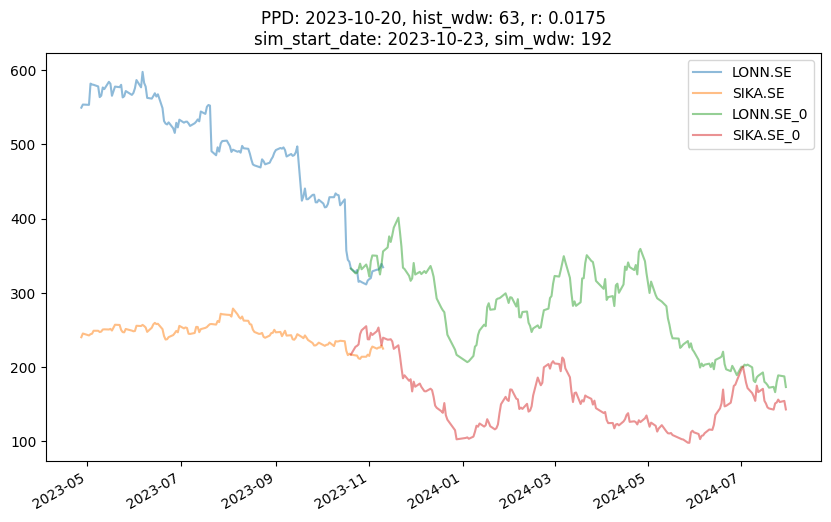 PPD: 2023-10-20, hist_wdw: 63, r: 0.0175
sim_start_date: 2023-10-23, sim_wdw: 192
LONN.SE
SIKA.SE
LONN.SE_0
SIKA.SE_0
600
500
400
300
200
100
2023-05
2023-07
2023-09
2023-11
2024-01
2024-03
2024-05
2024-07